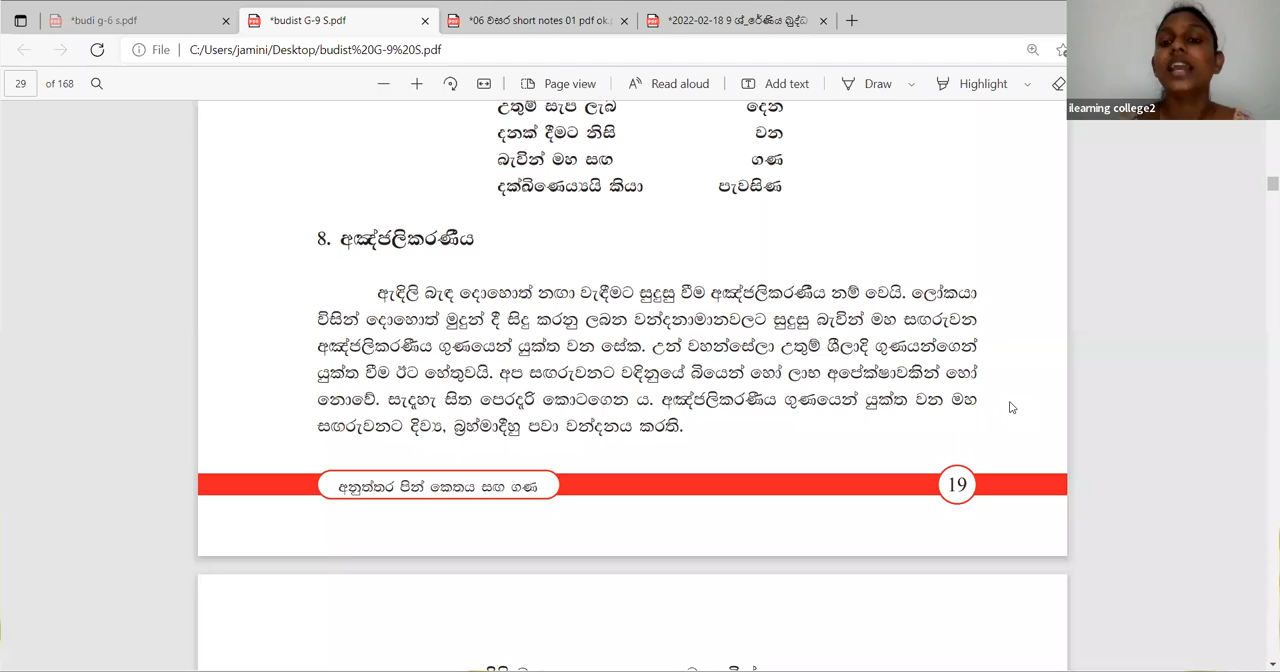 *budi g-6 s.pdf
*budist G-9 S.pdf
*06 වසර short notes 01 pdf ok.p
*2022-02-18 9 ශ්‍රේණිය බුද්ධ
File
C:/Users/jamini/Desktop/budist%20G-9%20S.pdf
29 of 168
Page view
Read aloud
Add text
Draw
Highlight
ilearning college2
උතුම් සැප ලැබ දෙන
දනක් දීමට නිසි වන
බැවින් මහ සඟ ගණ
දක්ඛිණෙය්‍යයි කියා පැවසිණ
8. අඤ්ජලිකරණීය
ඇඳිලි බැඳ දොහොත් නඟා වැඳීමට සුදුසු වීම අඤ්ජලිකරණීය නම් වෙයි. ලෝකයා
විසින් දොහොත් මුදුන් දී සිදු කරනු ලබන වන්දනාමානවලට සුදුසු බැවින් මහ සඟරුවන
අඤ්ජලිකරණීය ගුණයෙන් යුක්ත වන සේක. උන් වහන්සේලා උතුම් ශීලාදි ගුණයන්ගෙන්
යුක්ත වීම ඊට හේතුවයි. අප සඟරුවනට වඳිනුයේ බියෙන් හෝ ලාභ අපේක්ෂාවකින් හෝ
නොවේ. සැදැහැ සිත පෙරදැරි කොටගෙන ය. අඤ්ජලිකරණීය ගුණයෙන් යුක්ත වන මහ
සඟරුවනට දිව්‍ය, බ්‍රහ්මාදීහු පවා වන්දනය කරති.
අනුත්තර පින් කෙතය සඟ ගණ
19